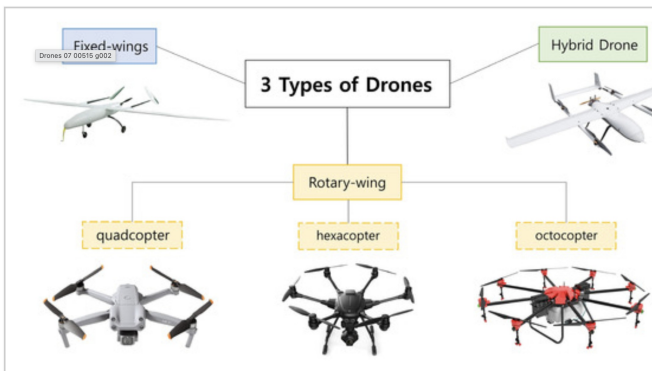 Fixed-wings
Drones 07 00515 g002
Hybrid Drone
3 Types of Drones
Rotary-wing
quadcopter
hexacopter
octocopter